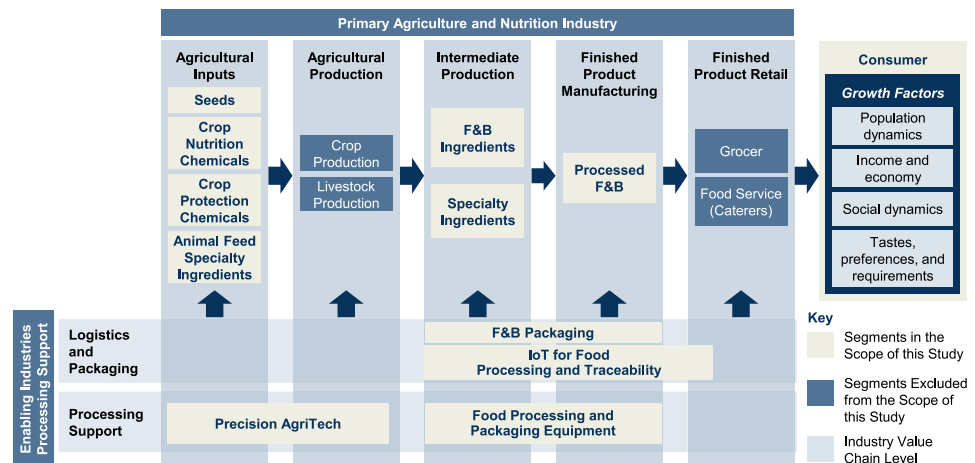 Primary Agriculture and Nutrition Industry
Agricultural
Inputs
Agricultural
Production
Intermediate
Production
Finished
Product
Manufacturing
Finished
Product Retail
Consumer
Seeds
Crop
Nutrition
Chemicals
Crop
Protection
Chemicals
Animal Feed
Specialty
Ingredients
Crop
Production
Livestock
Production
F&B
Ingredients
Specialty
Ingredients
Processed
F&B
Grocer
Food Service
(Caterers)
Growth Factors
Population
dynamics
Income and
economy
Social dynamics
Tastes,
preferences, and
requirements
Enabling Industries
Processing Support
Logistics
and
Packaging
F&B Packaging
IoT for Food
Processing and Traceability
Processing
Support
Precision AgriTech
Food Processing and
Packaging Equipment
Key
Segments in the
Scope of this Study
Segments Excluded
from the Scope of
this Study
Industry Value
Chain Level